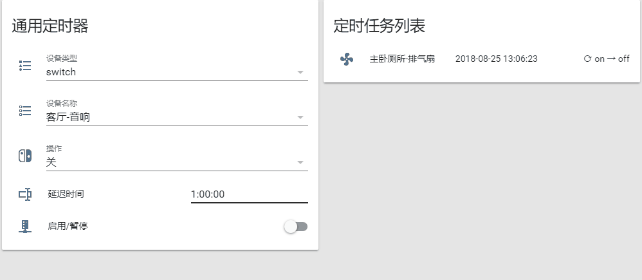 通用定时器
设备类型
switch
设备名称
客厅-音响
操作
关
延迟时间 1:00:00
启用/暂停
定时任务列表
主卧厕所-排气扇 2018-08-25 13:06:23 on → off